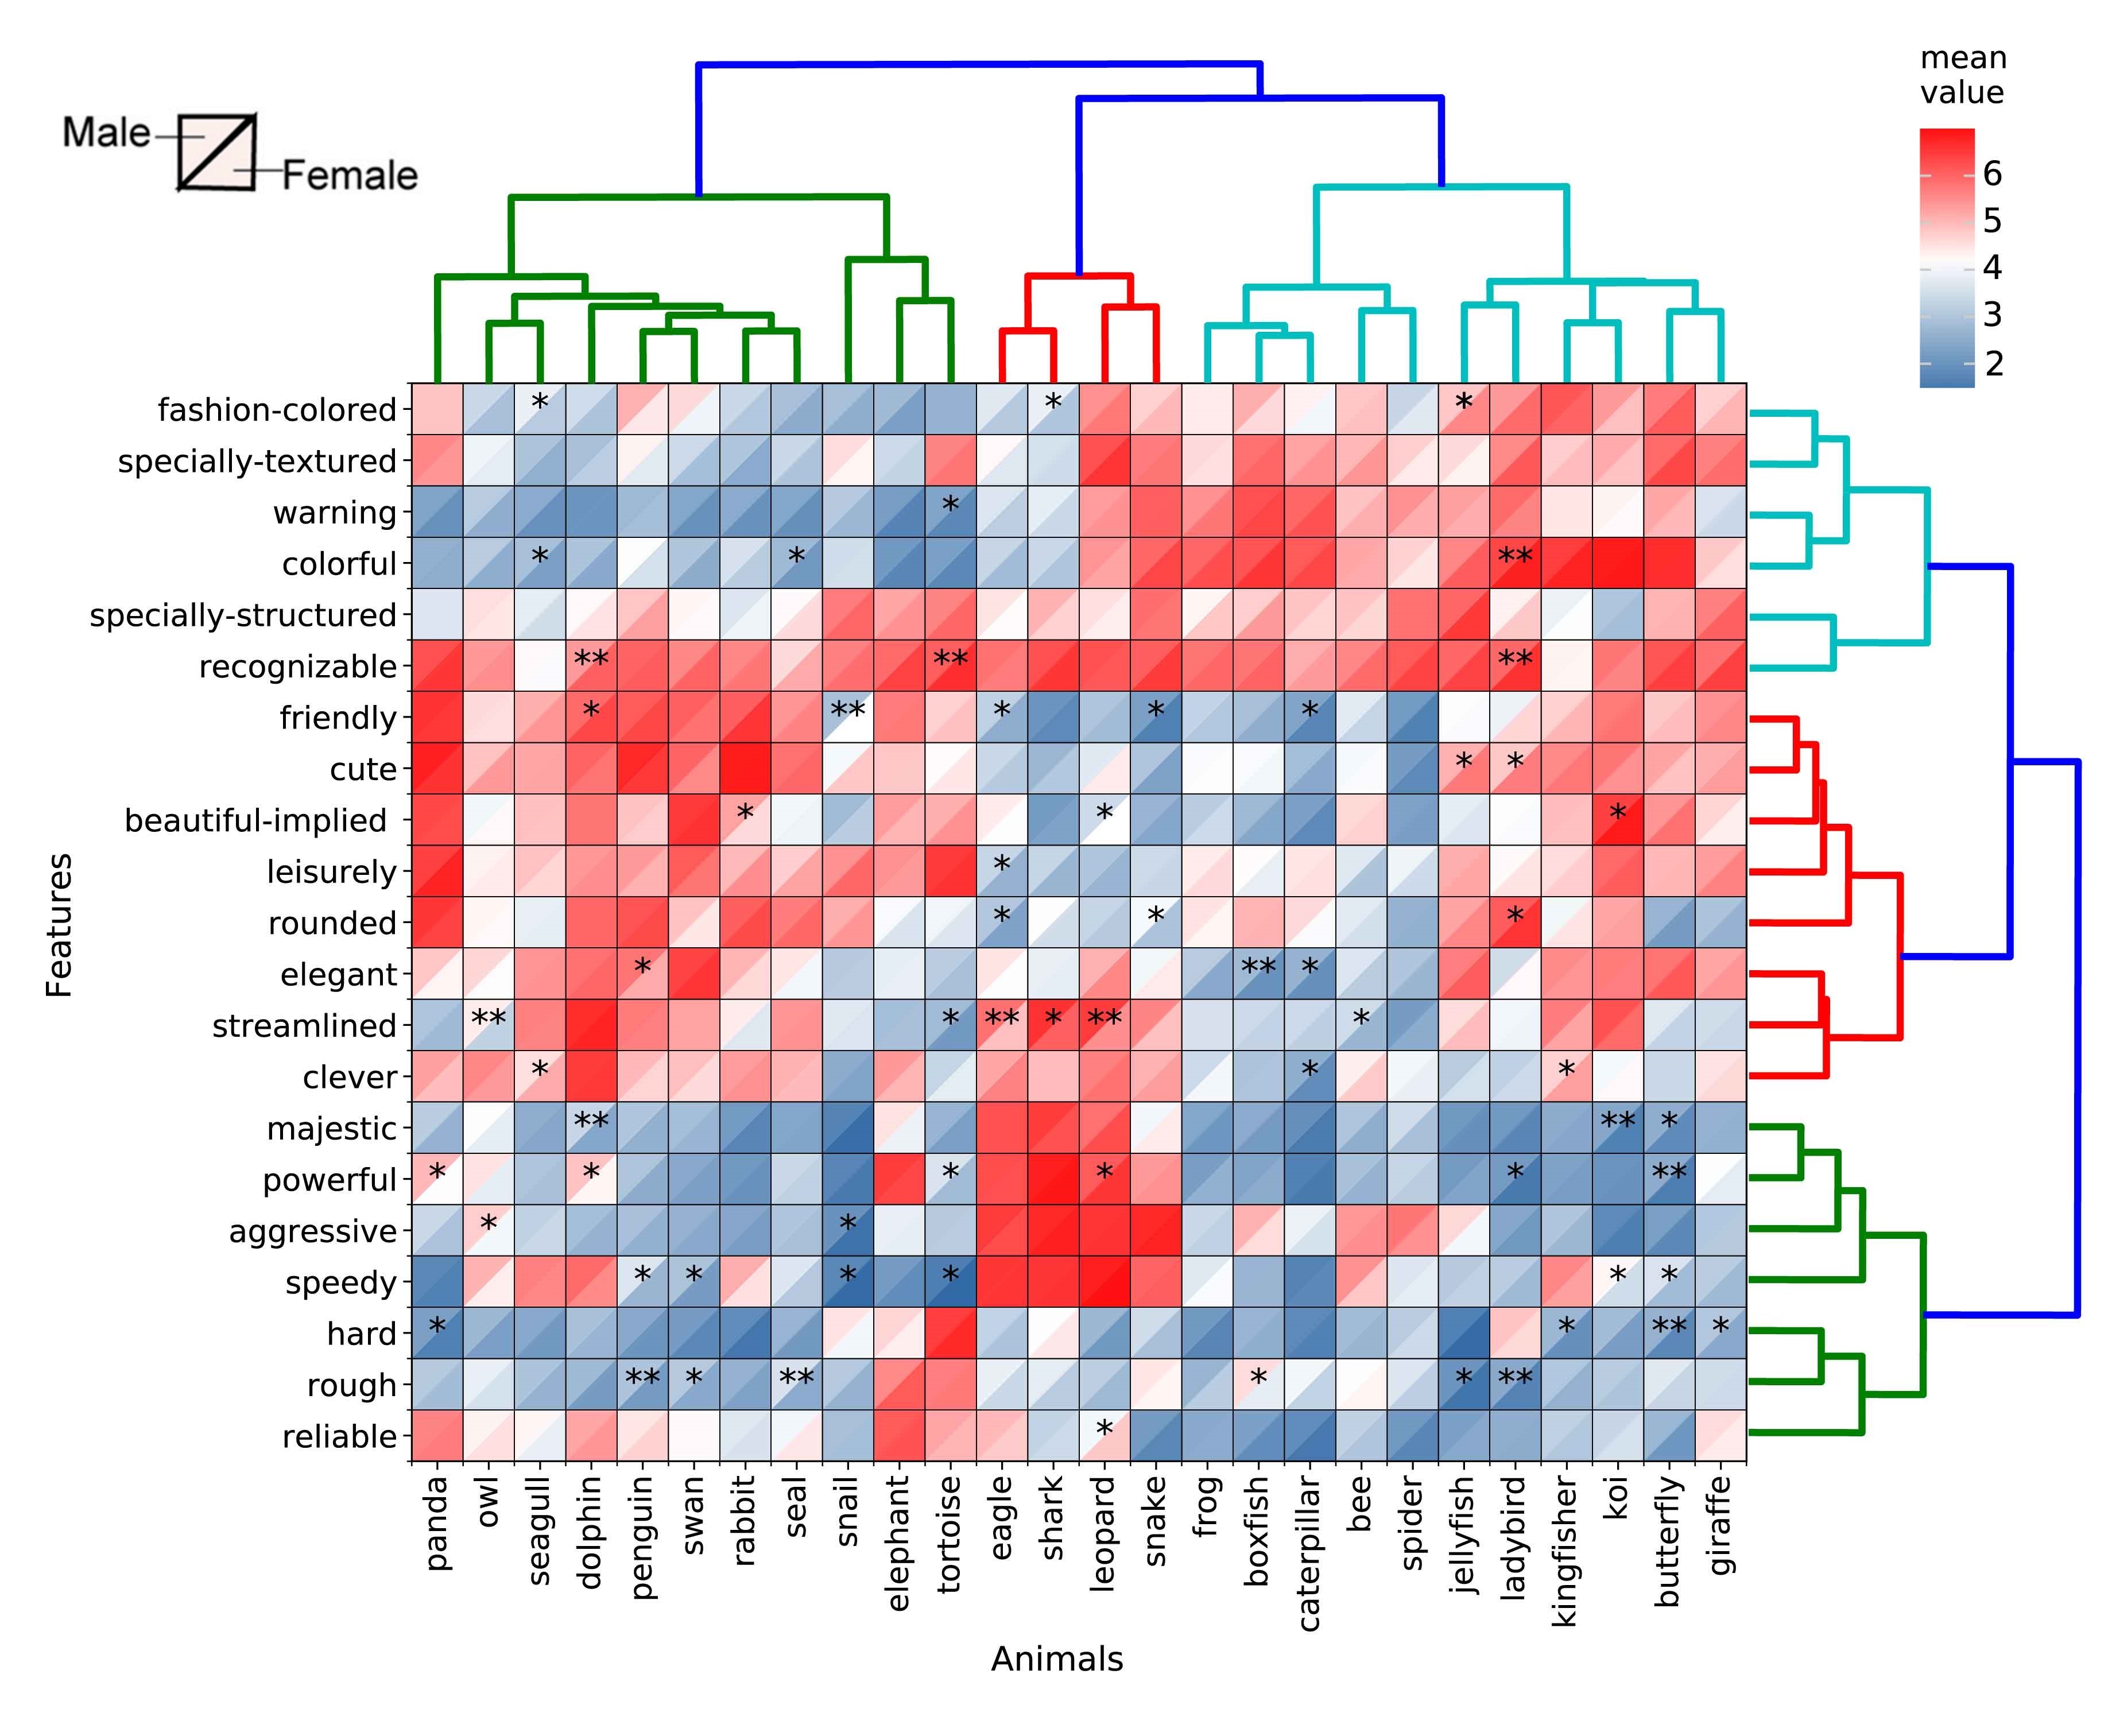 mean
value
Male
Female
6
5
4
3
2
fashion-colored * * *
specially-textured
warning *
colorful * * **
specially-structured
recognizable ** ** **
friendly * ** * * *
cute * *
beautiful-implied * * *
leisurely *
rounded * * *
elegant * ** *
streamlined ** * ** * ** *
clever * * *
majestic ** ** *
powerful * * * * * **
aggressive * *
speedy * * * * * *
hard * * ** *
rough ** * ** * * **
reliable *
Features
panda owl seagull dolphin penguin swan rabbit seal snail elephant tortoise eagle shark leopard snake frog boxfish caterpillar bee spider jellyfish ladybird kingfisher koi butterfly giraffe
Animals